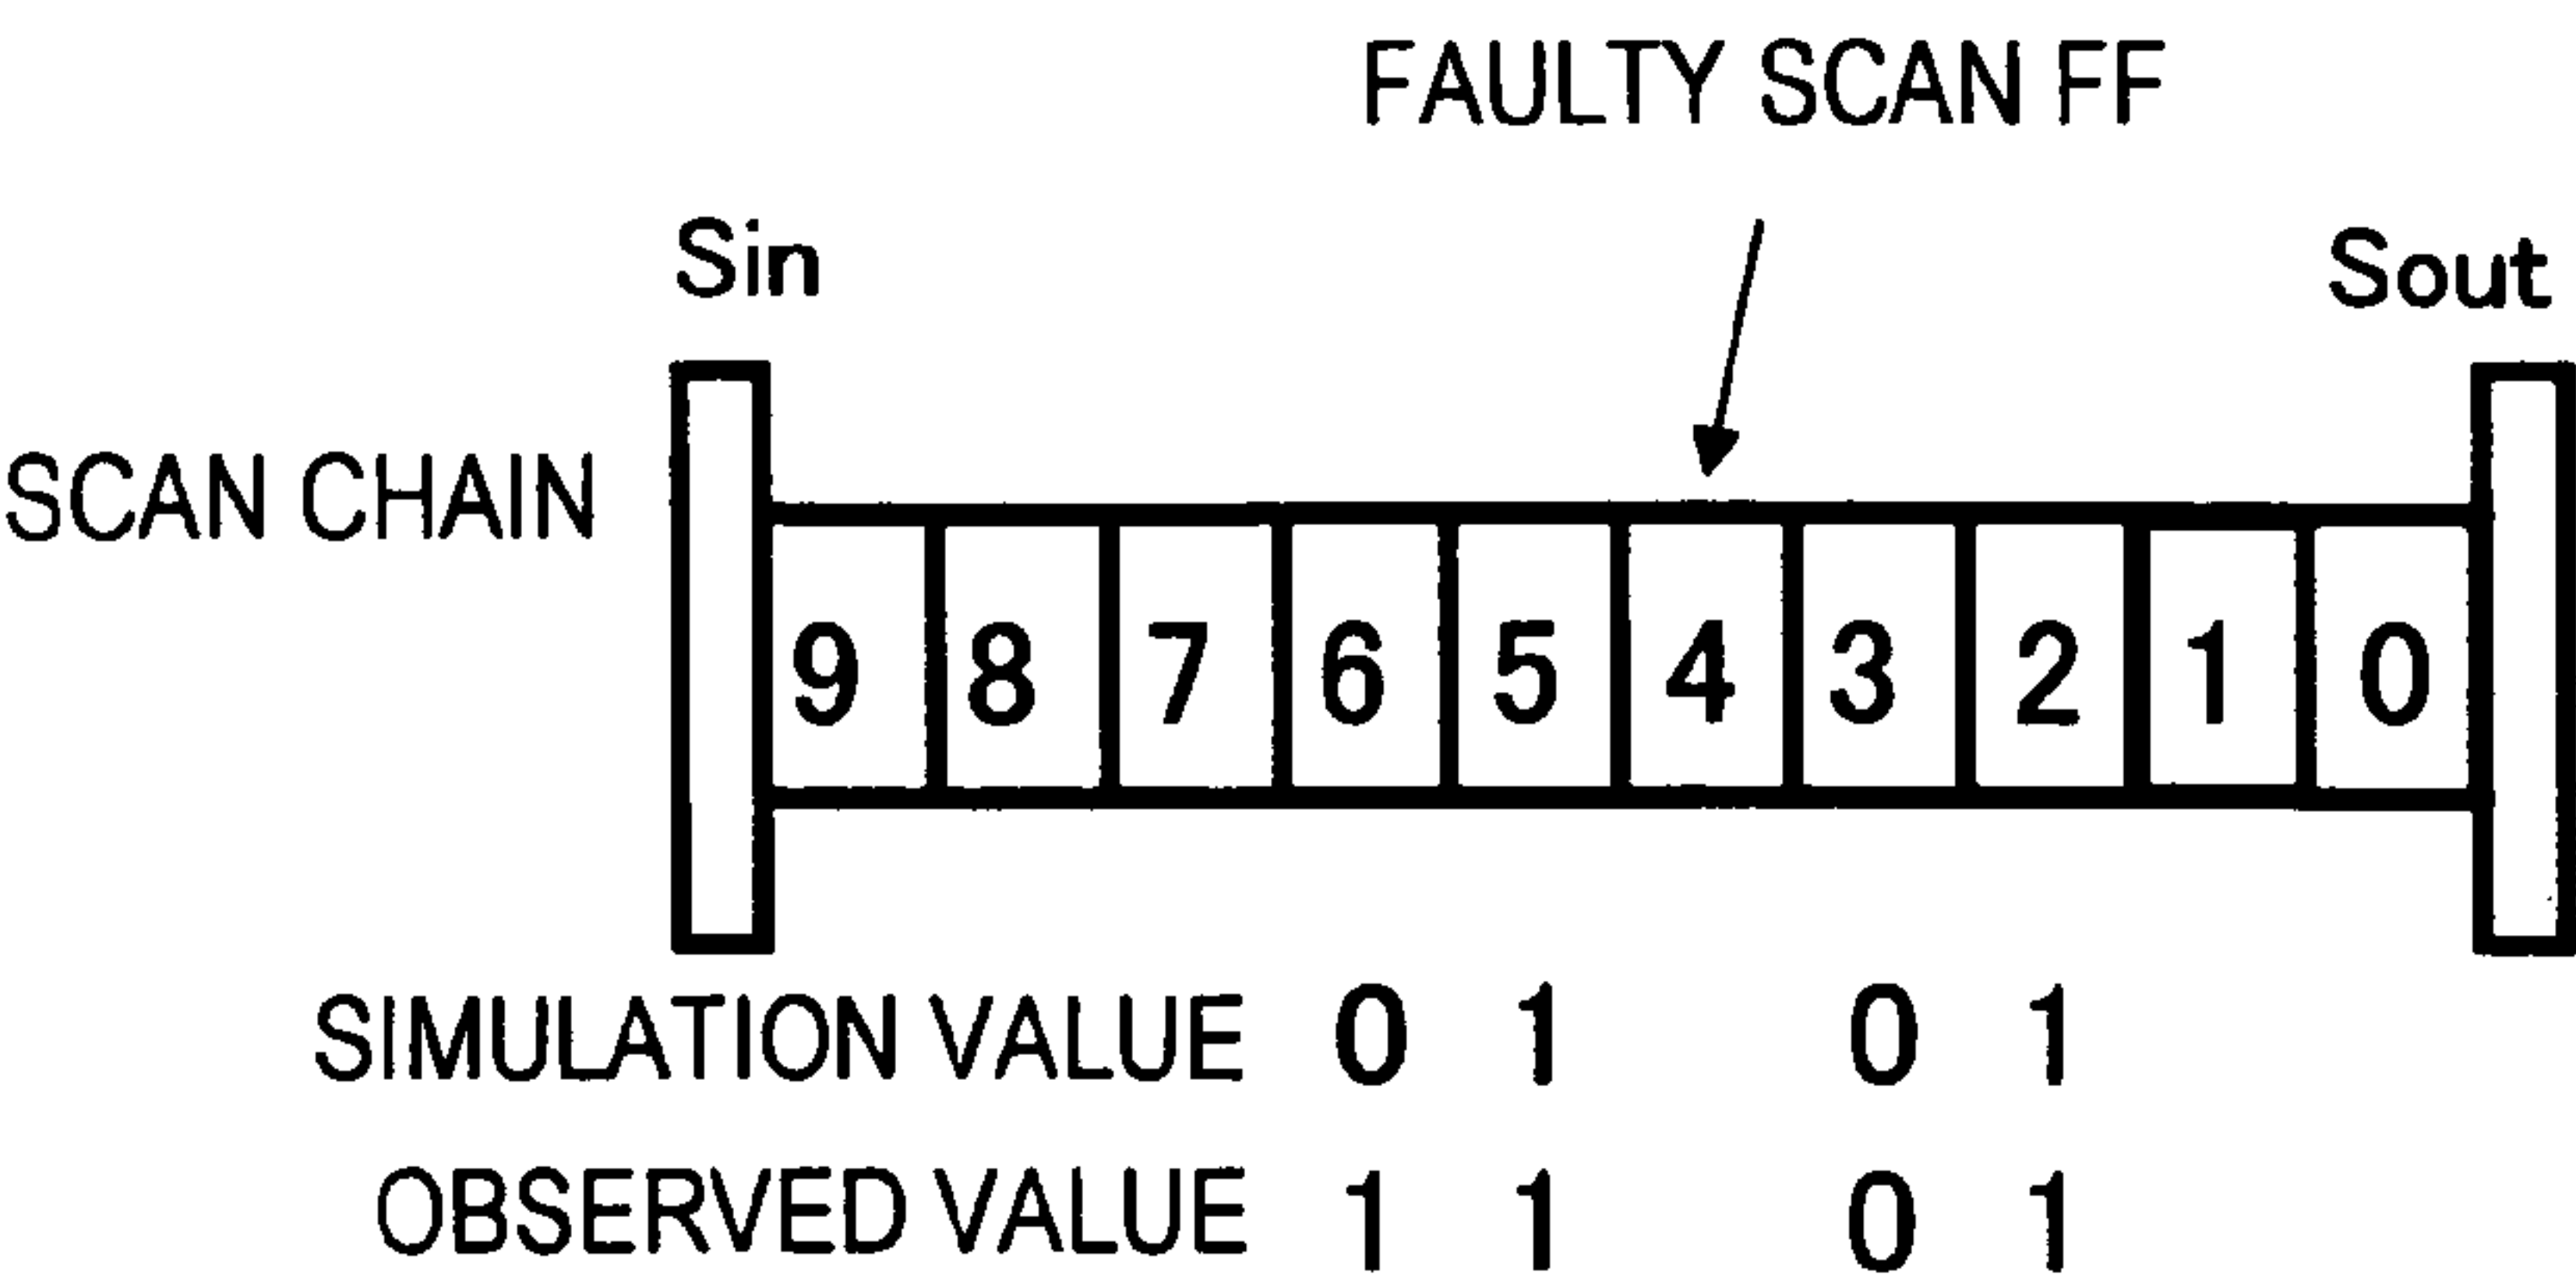 FAULTY SCAN FF
Sin
Sout
SCAN CHAIN
9 8 7 6 5 4 3 2 1 0
SIMULATION VALUE 0 1 0 1
OBSERVED VALUE 1 1 0 1